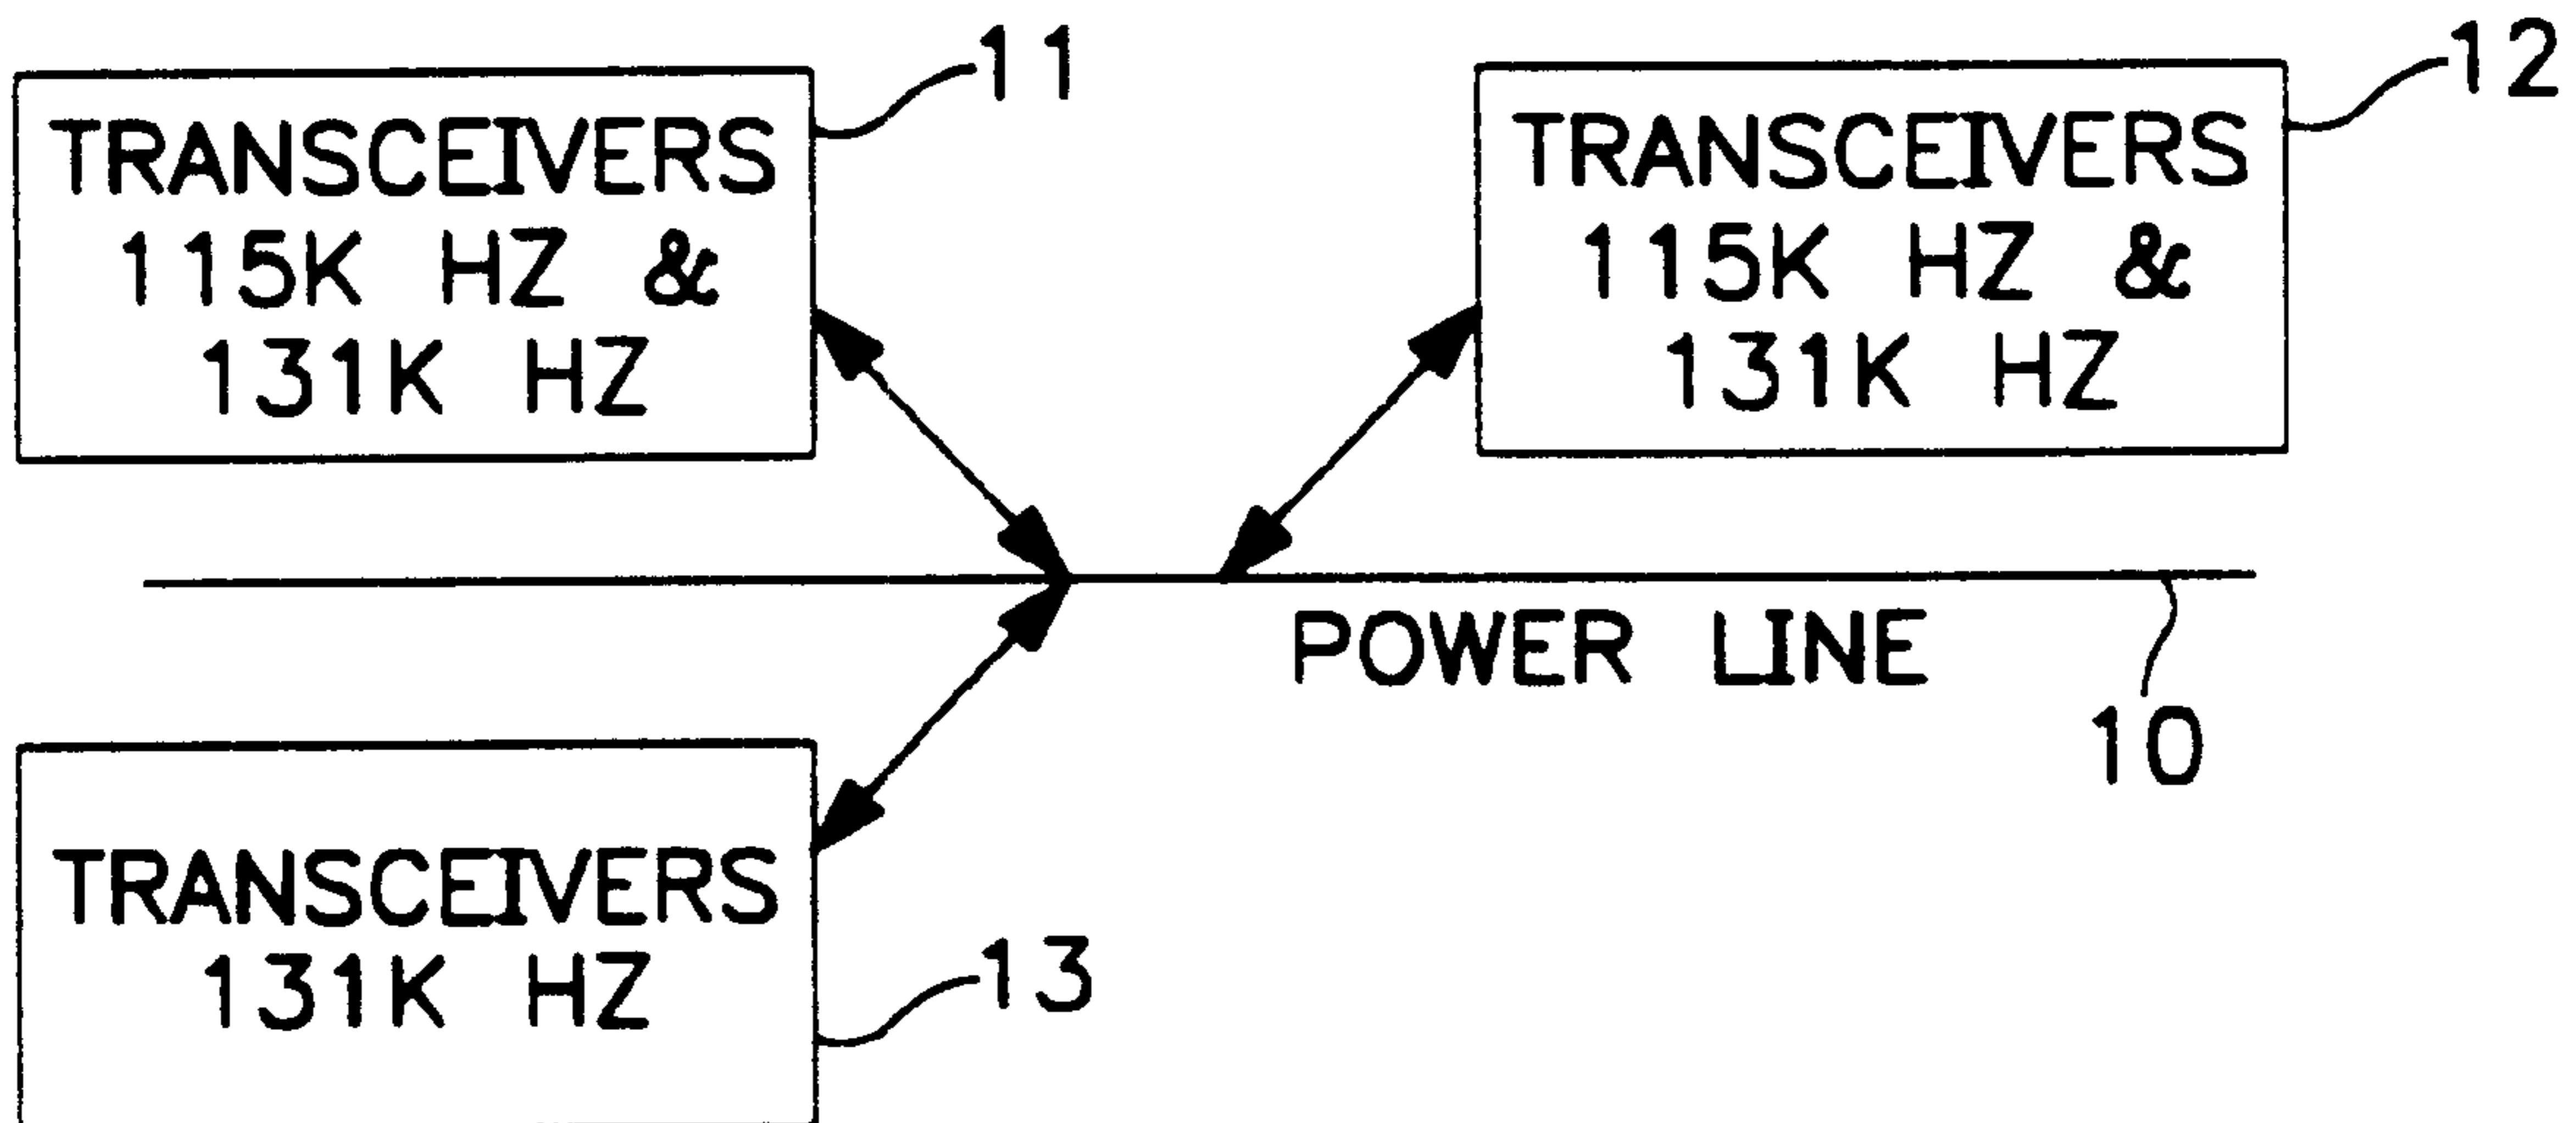 11
TRANSCEIVERS
115K HZ &
131K HZ
12
TRANSCEIVERS
115K HZ &
131K HZ
POWER LINE
10
TRANSCEIVERS
131K HZ
13